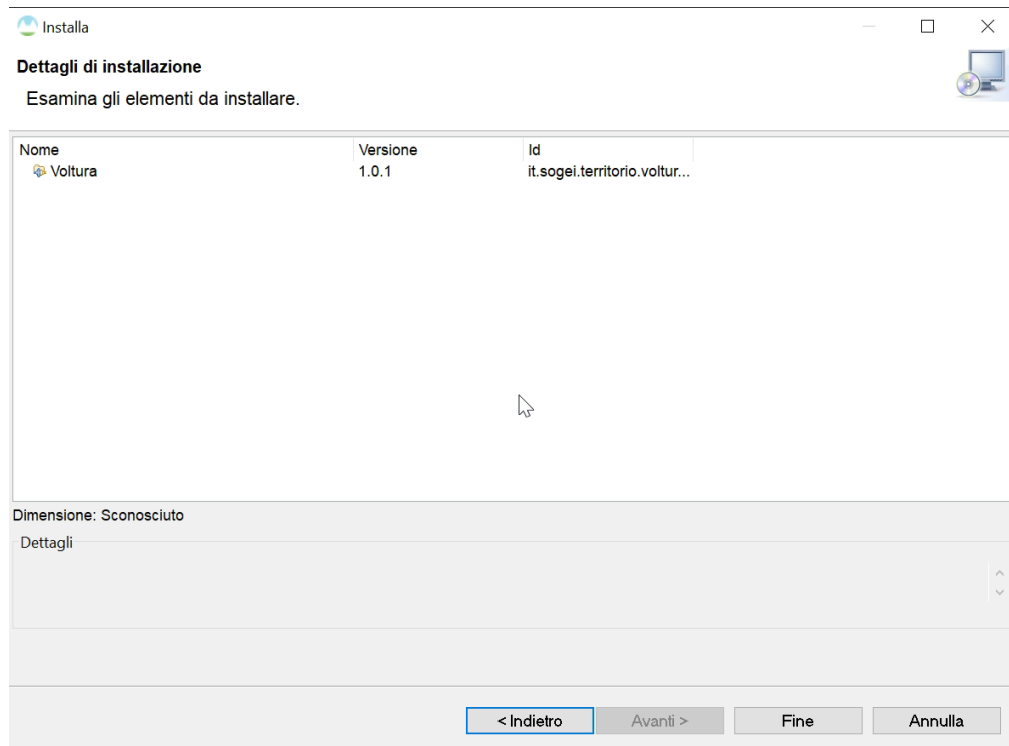 Installa
Dettagli di installazione
Esamina gli elementi da installare.
Nome Versione Id
Voltura 1.0.1 it.sogei.territorio.voltur...
Dimensione: Sconosciuto
Dettagli
< Indietro Avanti > Fine Annulla